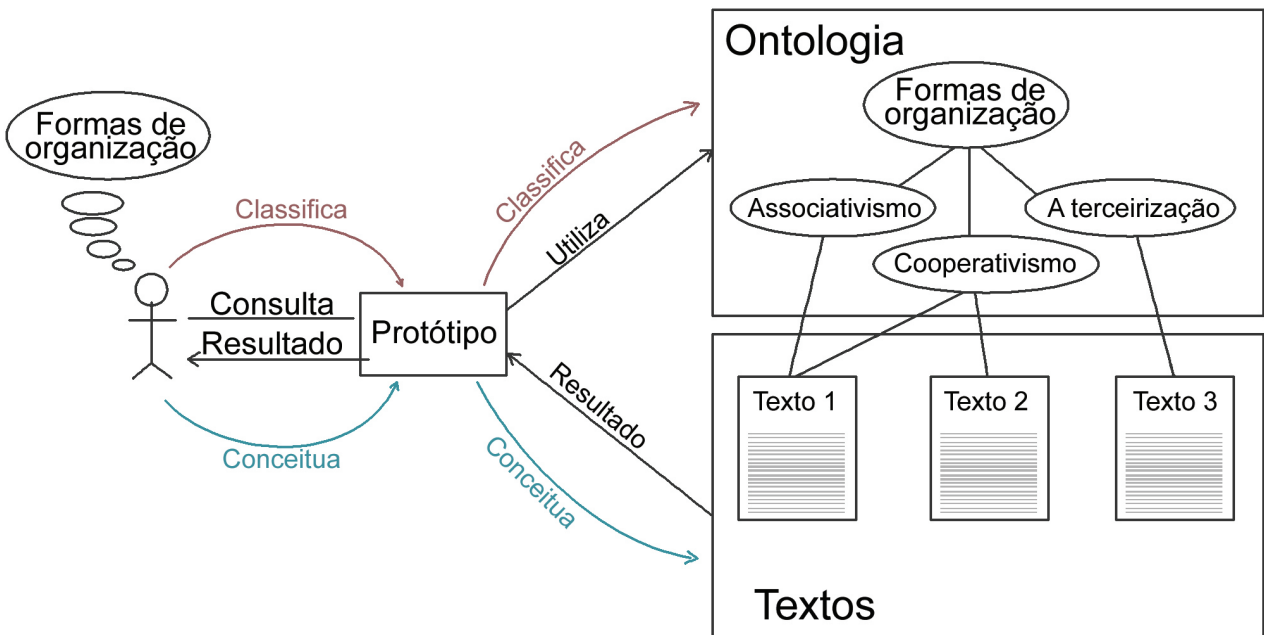 Formas de
organização
Classifica
Consulta
Resultado
Conceitua
Protótipo
Classifica
Utiliza
Resultado
Conceitua
Ontologia
Formas de
organização
Associativismo
A terceirização
Cooperativismo
Texto 1
Texto 2
Texto 3
Textos